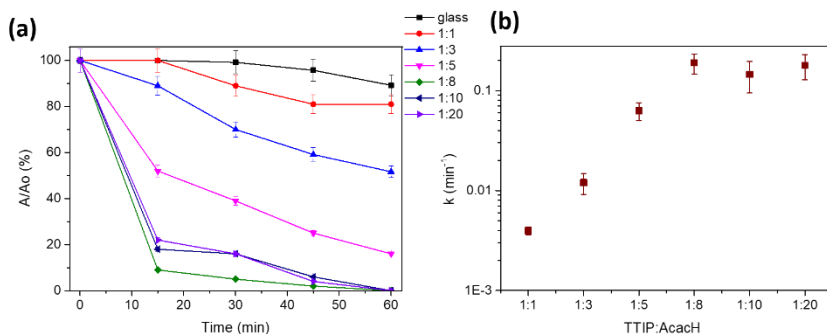 (a)
glass
1:1
1:3
1:5
1:8
1:10
1:20
100
80
60
40
20
0
A/Ao (%)
0 10 20 30 40 50 60
Time (min)
(b)
0.1
0.01
1E-3
k (min⁻¹)
1:1 1:3 1:5 1:8 1:10 1:20
TTIP:AcacH